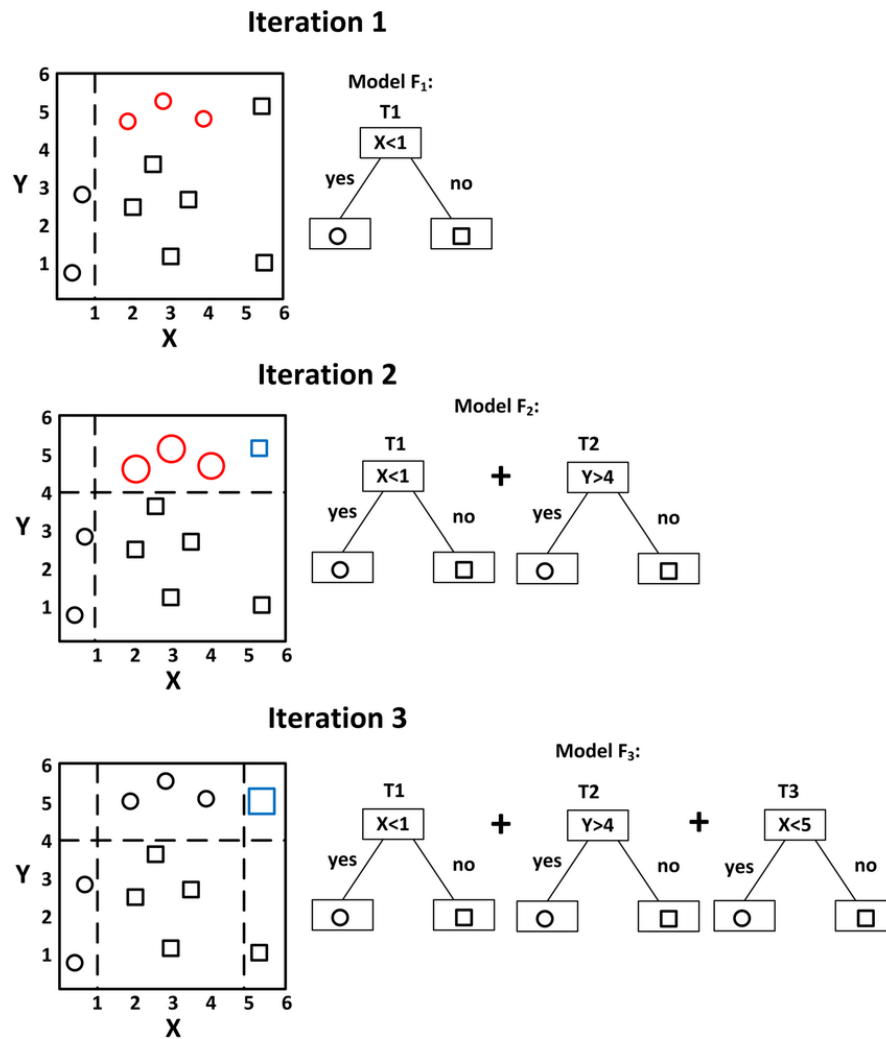 Iteration 1
Model F₁:
T1
X<1
yes no
6
5
4
Y 3
2
1
1 2 3 4 5 6
X
Iteration 2
Model F₂:
T1 + T2
X<1 Y>4
yes no yes no
6
5
4
Y 3
2
1
1 2 3 4 5 6
X
Iteration 3
Model F₃:
T1 + T2 + T3
X<1 Y>4 X<5
yes no yes no yes no
6
5
4
Y 3
2
1
1 2 3 4 5 6
X